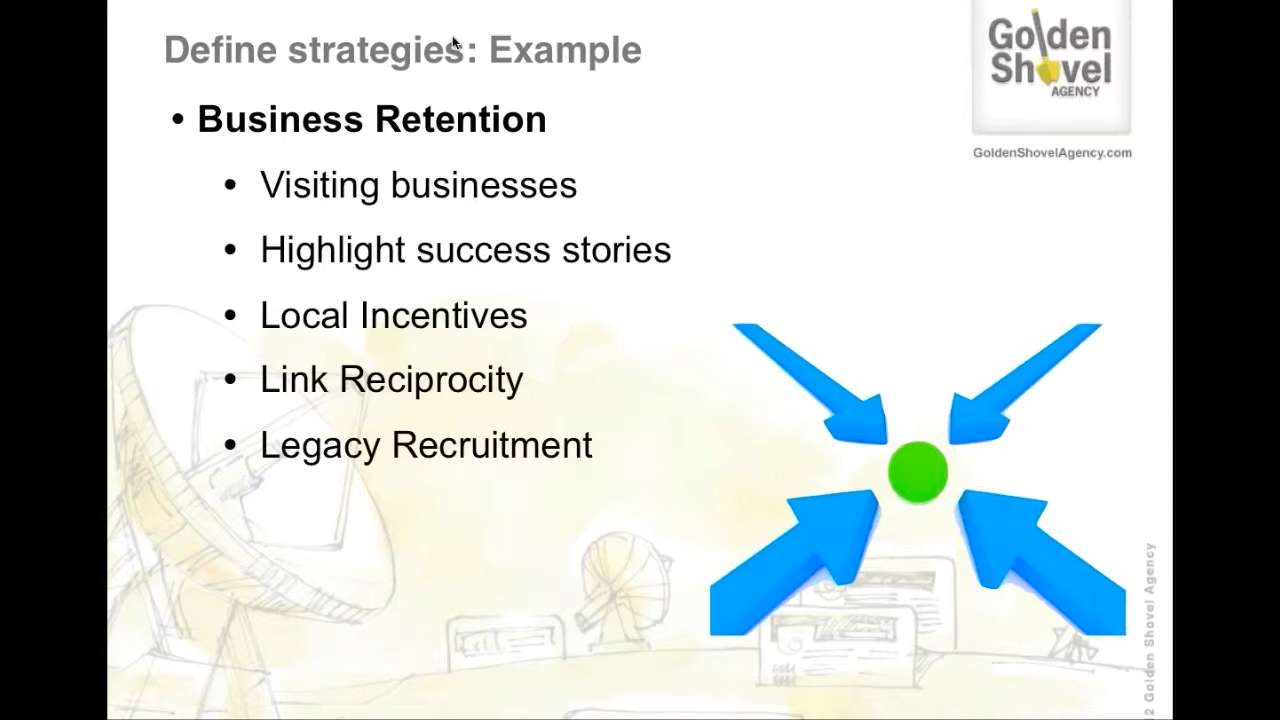 Define strategies: Example
• Business Retention
• Visiting businesses
• Highlight success stories
• Local Incentives
• Link Reciprocity
• Legacy Recruitment
Golden
Shovel
AGENCY
GoldenShovelAgency.com
2 Golden Shovel Agency